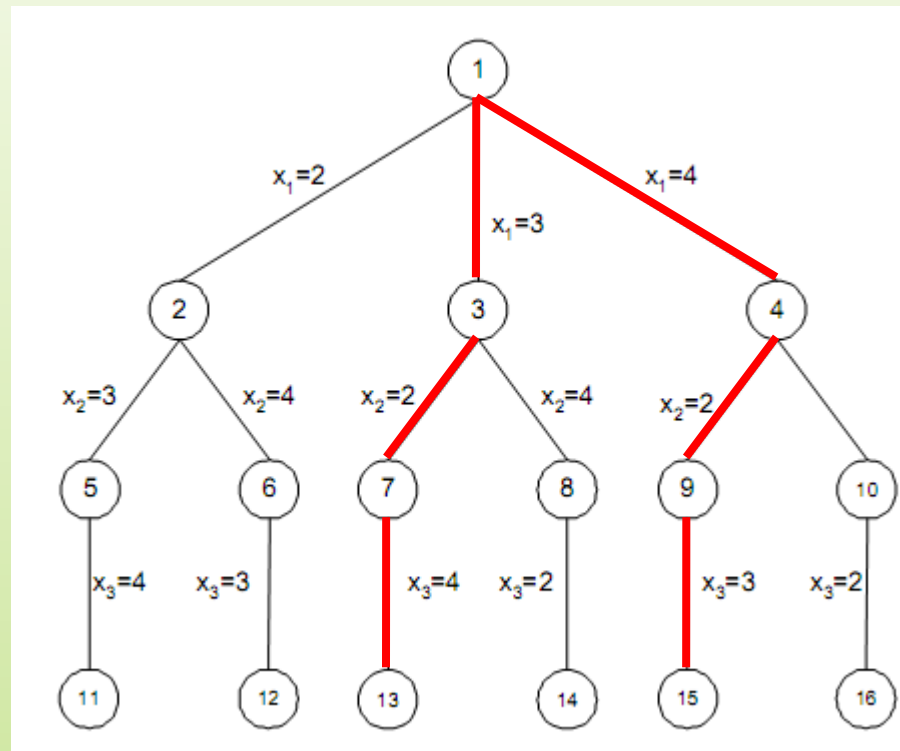 1
x₁=2
x₁=3
x₁=4
2
3
4
x₂=3
x₂=4
x₂=2
x₂=4
x₂=2
5
6
7
8
9
10
x₃=4
x₃=3
x₃=4
x₃=2
x₃=3
x₃=2
11
12
13
14
15
16